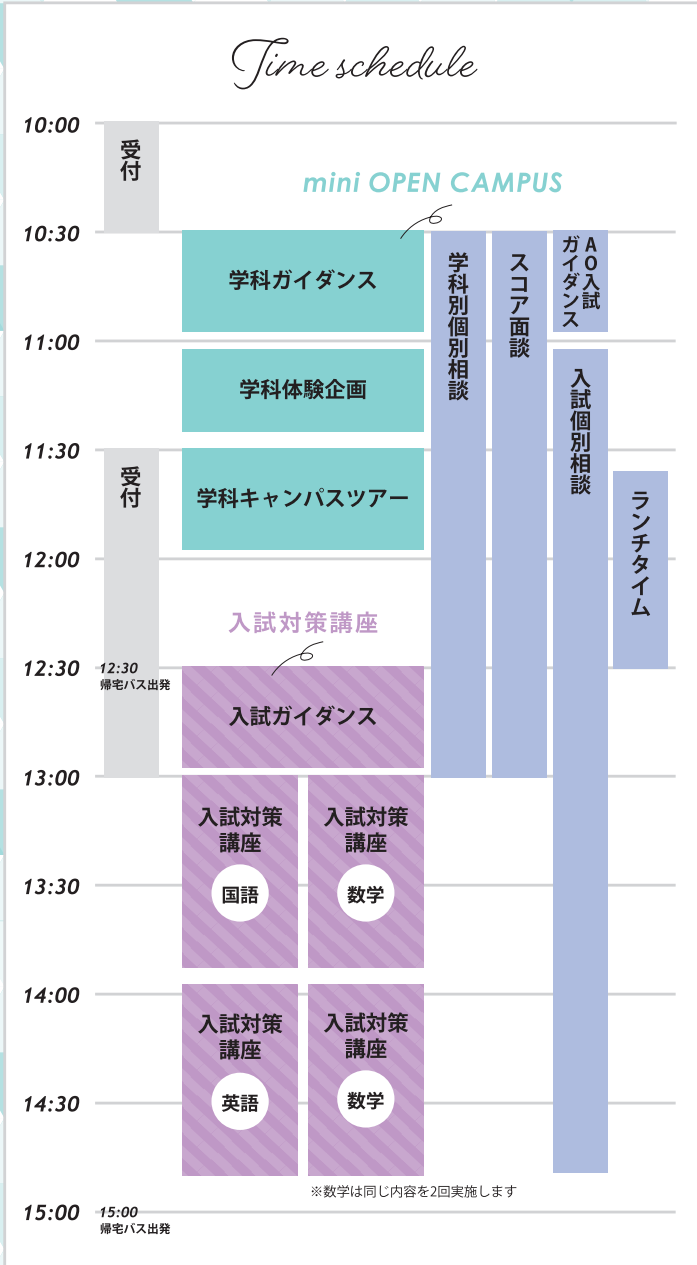 Time schedule
10:00
受付
mini OPEN CAMPUS
10:30
学科ガイダンス
学科別個別相談
スコア面談
AO入試
ガイダンス
11:00
学科体験企画
入試個別相談
11:30
受付
学科キャンパスツアー
ランチタイム
12:00
入試対策講座
12:30
12:30
帰宅バス出発
入試ガイダンス
13:00
入試対策
講座
国語
入試対策
講座
数学
13:30
14:00
入試対策
講座
英語
入試対策
講座
数学
14:30
※数学は同じ内容を2回実施します
15:00
15:00
帰宅バス出発